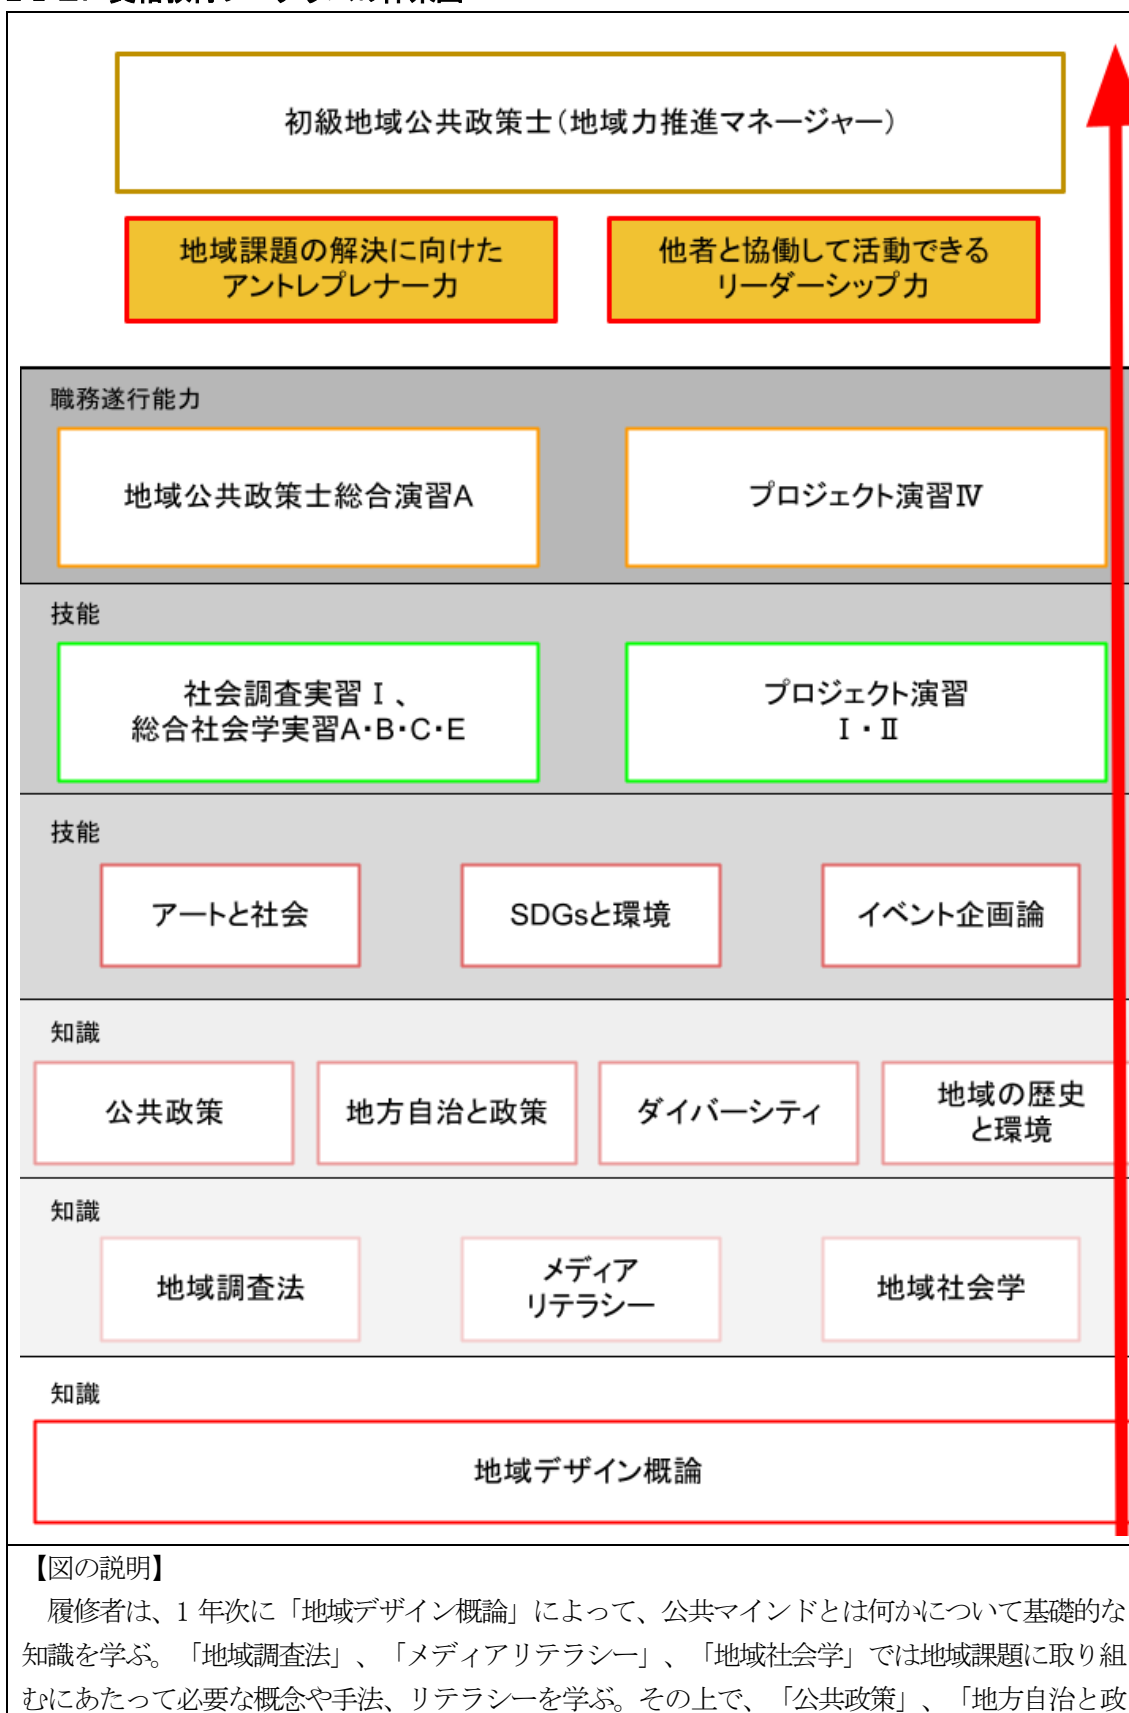 初級地域公共政策士（地域力推進マネージャー）
地域課題の解決に向けた
アントレプレナー力
他者と協働して活動できる
リーダーシップ力
職務遂行能力
地域公共政策士総合演習A
プロジェクト演習Ⅳ
技能
社会調査実習Ⅰ、
総合社会学実習A・B・C・E
プロジェクト演習
Ⅰ・Ⅱ
技能
アートと社会
SDGsと環境
イベント企画論
知識
公共政策
地方自治と政策
ダイバーシティ
地域の歴史
と環境
知識
地域調査法
メディア
リテラシー
地域社会学
知識
地域デザイン概論
【図の説明】
履修者は、1 年次に「地域デザイン概論」によって、公共マインドとは何かについて基礎的な
知識を学ぶ。「地域調査法」、「メディアリテラシー」、「地域社会学」では地域課題に取り組
むにあたって必要な概念や手法、リテラシーを学ぶ。その上で、「公共政策」、「地方自治と政